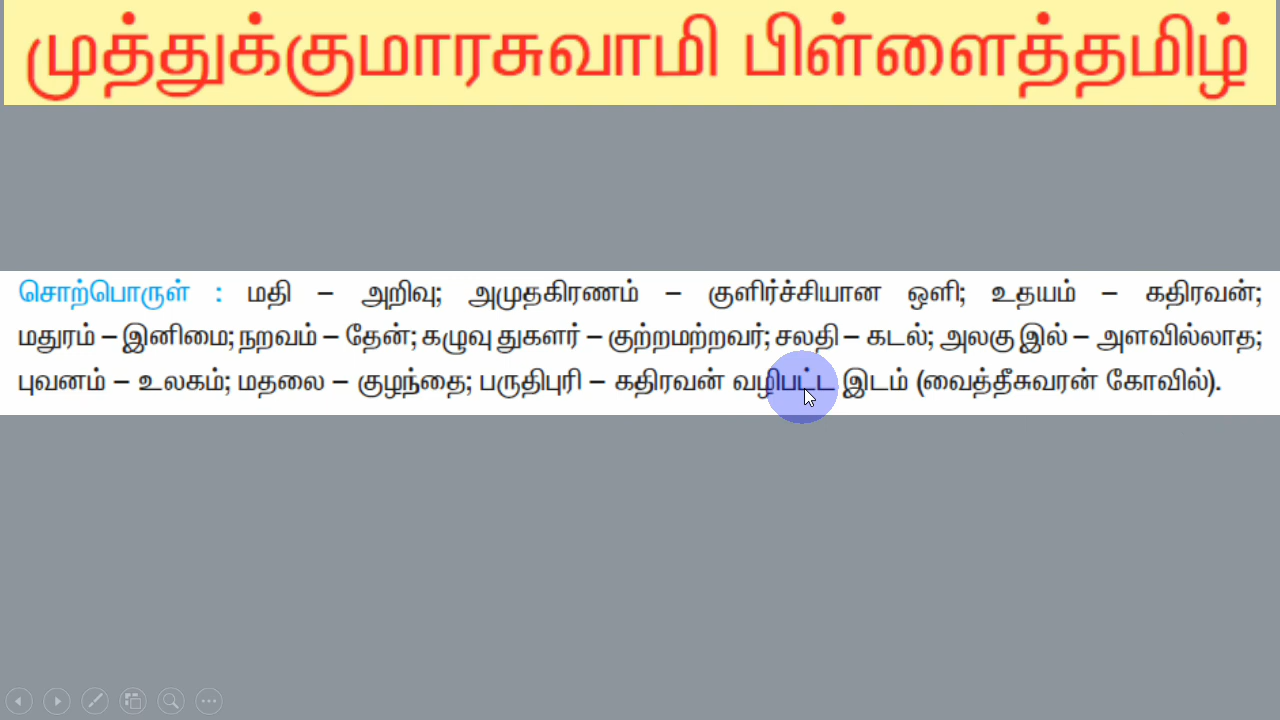 முத்துக்குமாரசுவாமி பிள்ளைத்தமிழ்
சொற்பொருள் : மதி – அறிவு; அமுதகிரணம் – குளிர்ச்சியான ஒளி; உதயம் – கதிரவன்;
மதுரம் – இனிமை; நறவம் – தேன்; கழுவு துகளர் – குற்றமற்றவர்; சலதி – கடல்; அலகு இல் – அளவில்லாத;
புவனம் – உலகம்; மதலை – குழந்தை; பருதிபுரி – கதிரவன் வழிபட்ட இடம் (வைத்தீசுவரன் கோவில்).